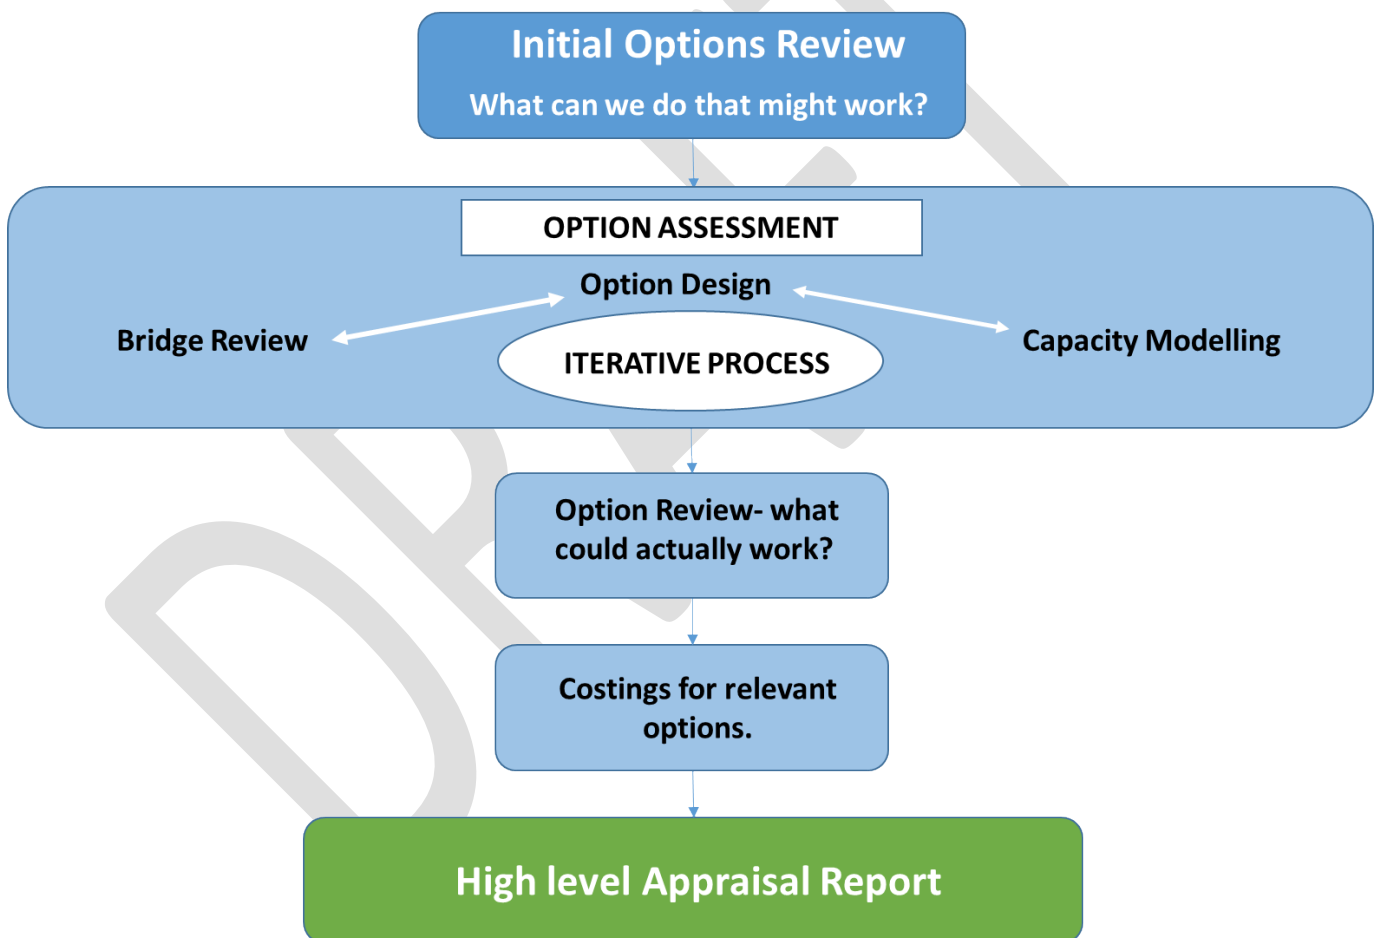 Initial Options Review
What can we do that might work?
OPTION ASSESSMENT
Option Design
Bridge Review
Capacity Modelling
ITERATIVE PROCESS
Option Review- what
could actually work?
Costings for relevant
options.
High level Appraisal Report
DRAFT